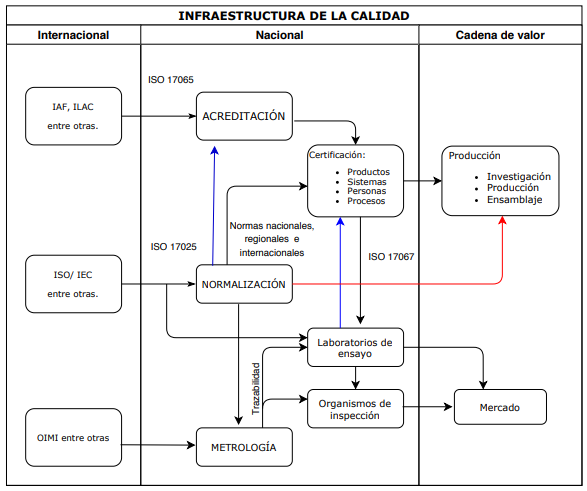 INFRAESTRUCTURA DE LA CALIDAD
Internacional
Nacional
Cadena de valor
ISO 17065
IAF, ILAC
entre otras.
ACREDITACIÓN
Certificación:
• Productos
• Sistemas
• Personas
• Procesos
Producción
• Investigación
• Producción
• Ensamblaje
Normas nacionales,
regionales e
internacionales
ISO 17025
ISO 17067
ISO/ IEC
entre otras.
NORMALIZACIÓN
Laboratorios de
ensayo
Trazabilidad
Organismos de
inspección
Mercado
OIMI entre otras
METROLOGÍA